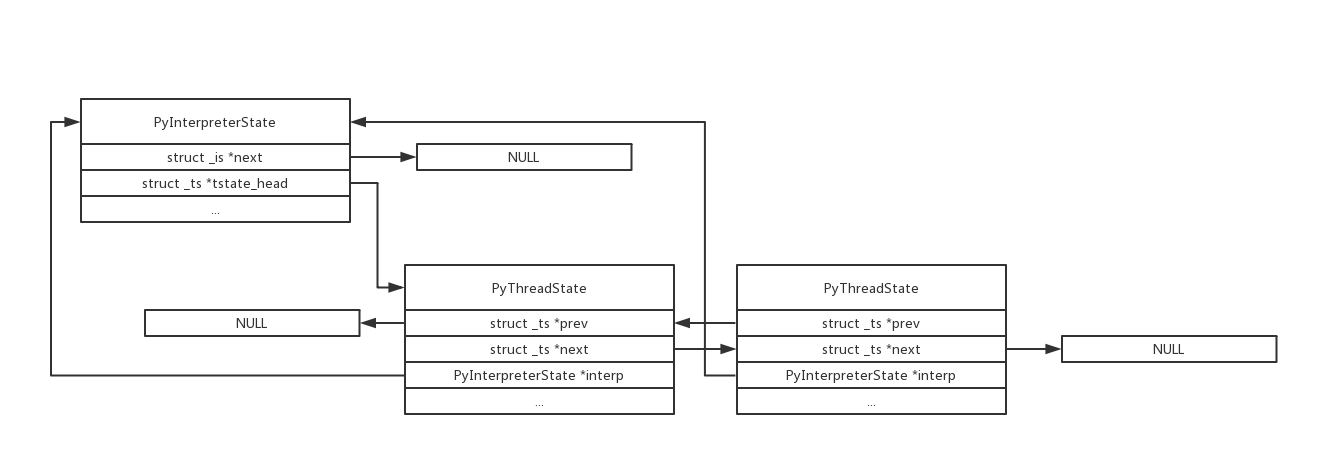 PyInterpreterState
struct _is *next
NULL
struct _ts *tstate_head
...
PyThreadState
PyThreadState
NULL
struct _ts *prev
struct _ts *prev
struct _ts *next
struct _ts *next
NULL
PyInterpreterState *interp
PyInterpreterState *interp
...
...